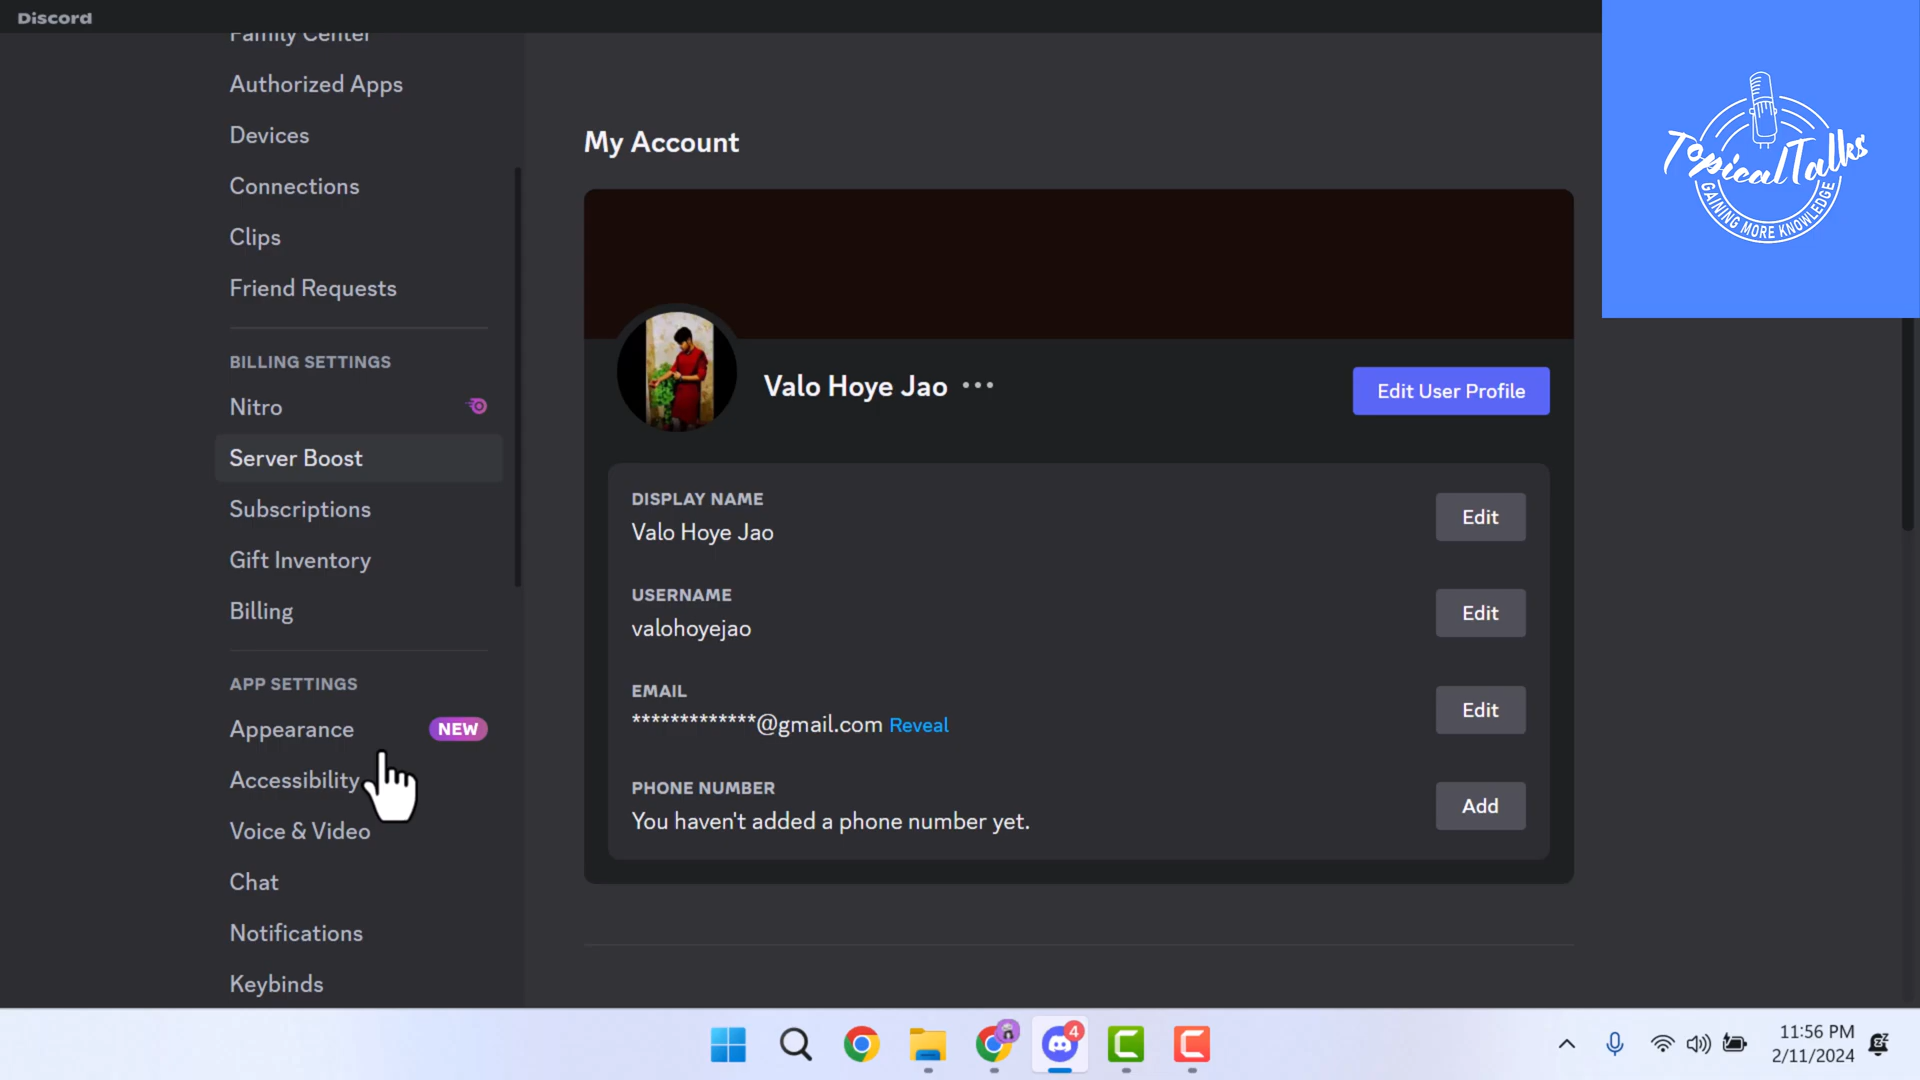 Discord
Family Center
Authorized Apps
Devices
Connections
Clips
Friend Requests
BILLING SETTINGS
Nitro
Server Boost
Subscriptions
Gift Inventory
Billing
APP SETTINGS
Appearance NEW
Accessibility
Voice & Video
Chat
Notifications
Keybinds
My Account
Valo Hoye Jao
Edit User Profile
DISPLAY NAME
Valo Hoye Jao
Edit
USERNAME
valohoyejao
Edit
EMAIL
*************@gmail.com Reveal
Edit
PHONE NUMBER
You haven't added a phone number yet.
Add
TopicalTalks
GAINING MORE KNOWLEDGE
4
11:56 PM
2/11/2024